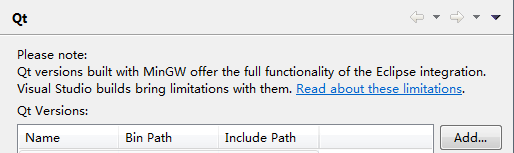 Qt
Please note:
Qt versions built with MinGW offer the full functionality of the Eclipse integration.
Visual Studio builds bring limitations with them. Read about these limitations.
Qt Versions:
Name Bin Path Include Path Add...